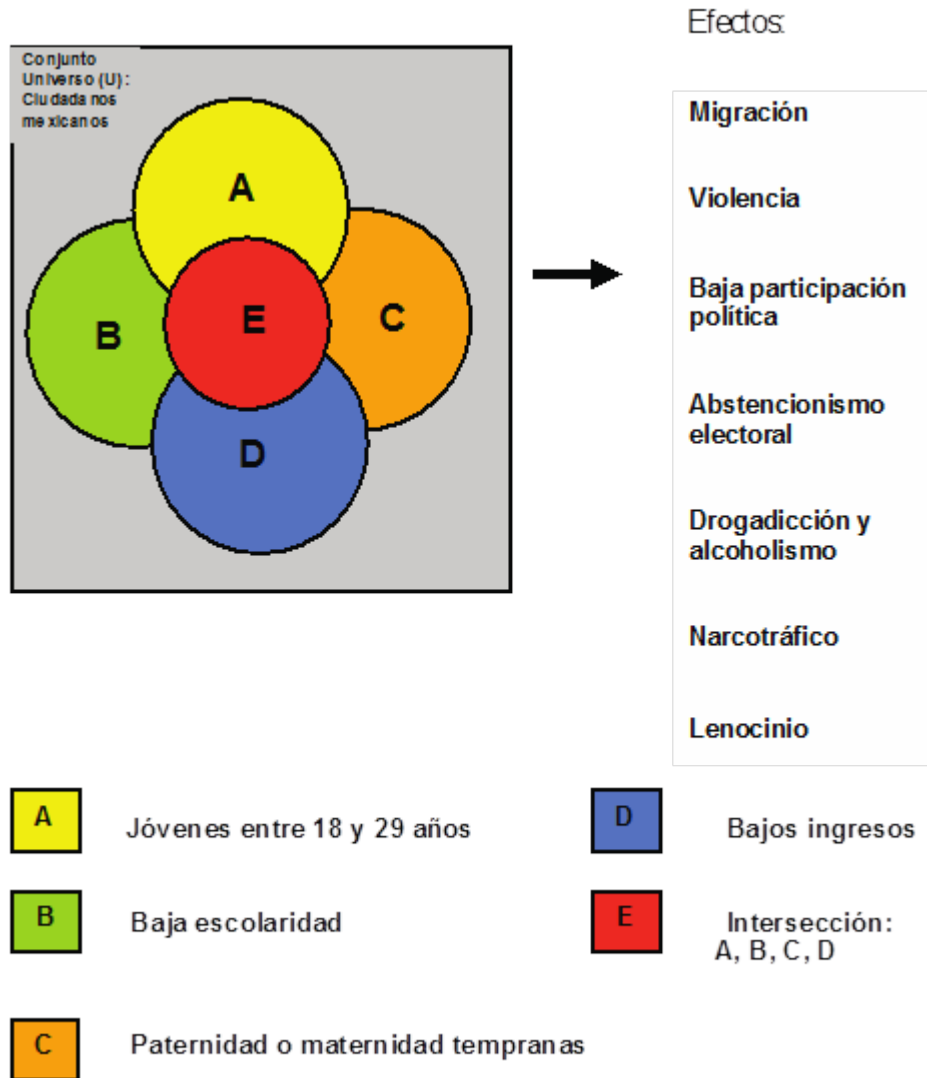 Efectos:
Conjunto
Universo (U):
Ciudadanos
mexicanos
A
B
E
C
D
Migración
Violencia
Baja participación
política
Abstencionismo
electoral
Drogadicción y
alcoholismo
Narcotráfico
Lenocinio
A Jóvenes entre 18 y 29 años
D Bajos ingresos
B Baja escolaridad
E Intersección:
A, B, C, D
C Paternidad o maternidad tempranas